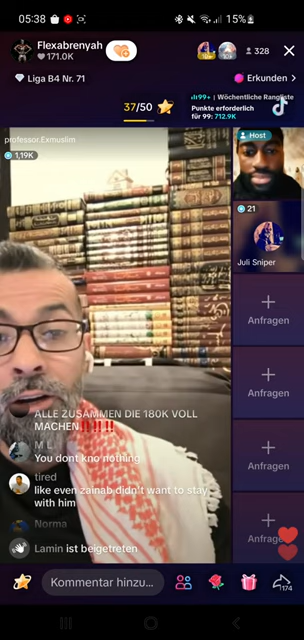 05:38
15%
Flexabrenyah
171.0K
328
Liga B4 Nr. 71
Erkunden >
37/50
99+ | Wöchentliche Rangliste
Punkte erforderlich
für 99: 712.9K
professor.Exmuslim
1,19K
Host
21
Juli Sniper
Anfragen
Anfragen
Anfragen
Anfragen
ALLE ZUSAMMEN DIE 180K VOLL
MACHEN‼️‼️‼️
M L
You dont kno nothing
tired
like even zainab didn't want to stay
with him
Norma
Lamin ist beigetreten
Kommentar hinzu...
174